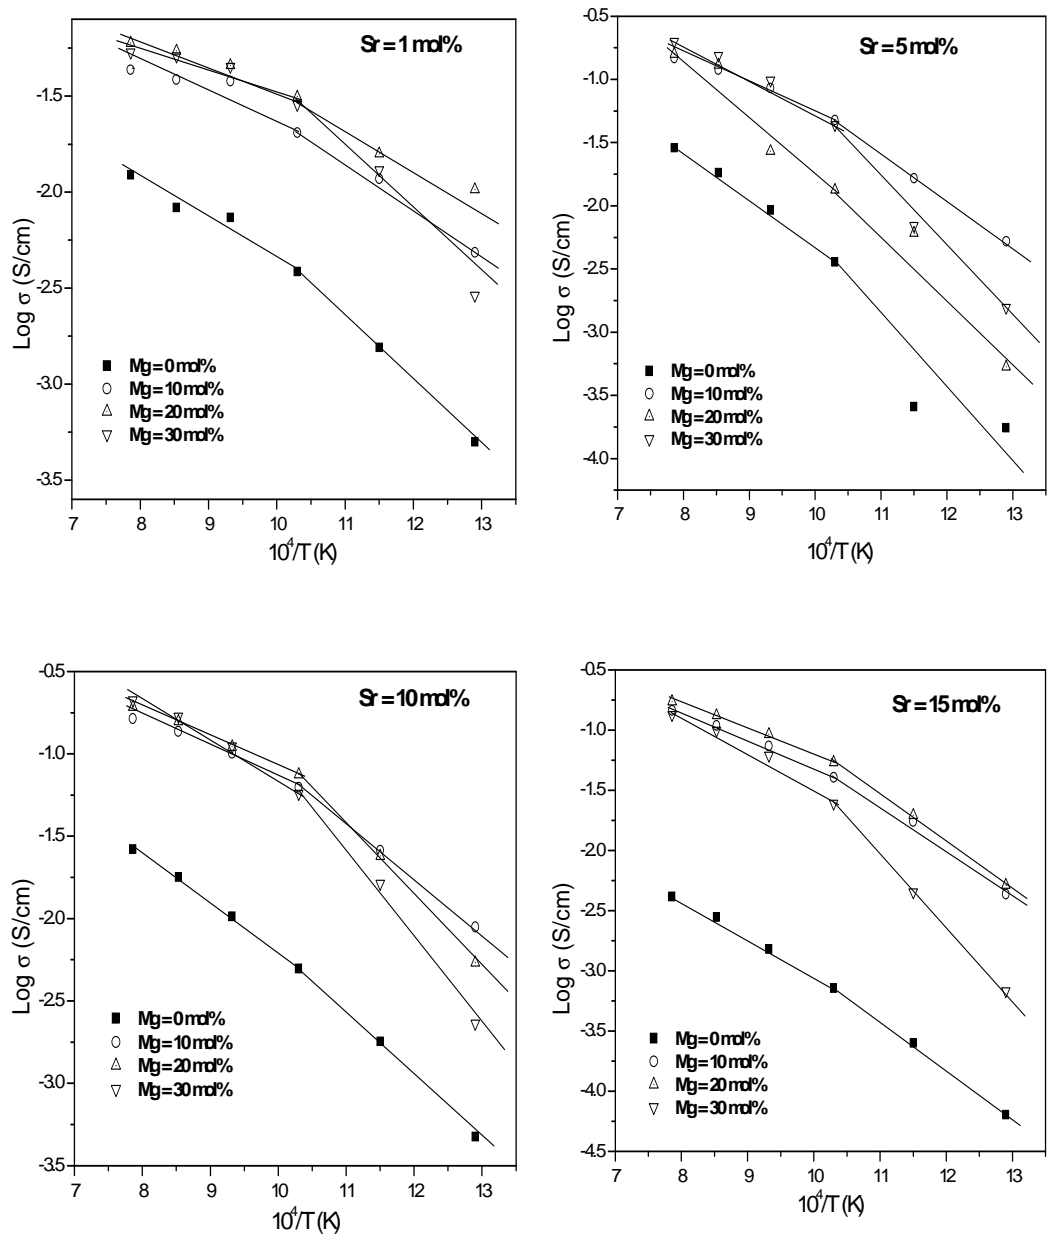 Sr = 1 mol%
-1.5
-2.0
-2.5
-3.0
-3.5
Log σ (S/cm)
Mg = 0 mol%
Mg = 10 mol%
Mg = 20 mol%
Mg = 30 mol%
7 8 9 10 11 12 13
10⁴/T (K)
Sr = 5 mol%
-0.5
-1.0
-1.5
-2.0
-2.5
-3.0
-3.5
-4.0
Log σ (S/cm)
Mg = 0 mol%
Mg = 10 mol%
Mg = 20 mol%
Mg = 30 mol%
7 8 9 10 11 12 13
10⁴/T (K)
Sr = 10 mol%
-0.5
-1.0
-1.5
-2.0
-2.5
-3.0
-3.5
Log σ (S/cm)
Mg = 0 mol%
Mg = 10 mol%
Mg = 20 mol%
Mg = 30 mol%
7 8 9 10 11 12 13
10⁴/T (K)
Sr = 15 mol%
-0.5
-1.0
-1.5
-2.0
-2.5
-3.0
-3.5
-4.0
-4.5
Log σ (S/cm)
Mg = 0 mol%
Mg = 10 mol%
Mg = 20 mol%
Mg = 30 mol%
7 8 9 10 11 12 13
10⁴/T (K)